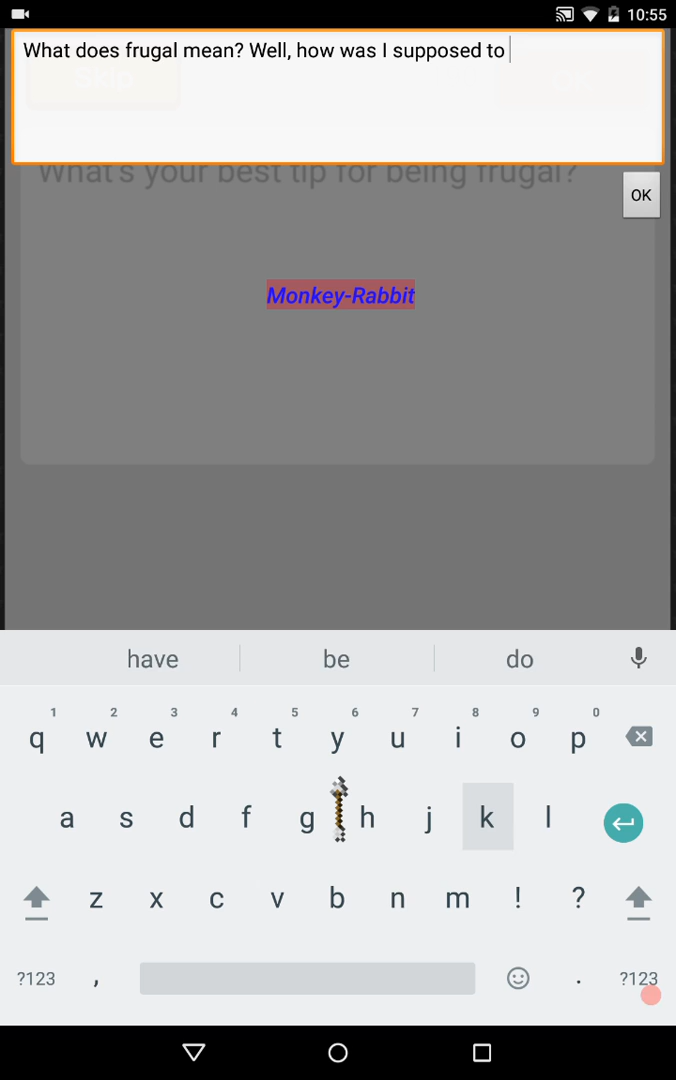 10:55
What does frugal mean? Well, how was I supposed to
Skip
What's your best tip for being frugal?
OK
Monkey-Rabbit
have be do
1 2 3 4 5 6 7 8 9 0
q w e r t y u i o p
a s d f g h j k l
z x c v b n m ! ?
?123 , . ?123